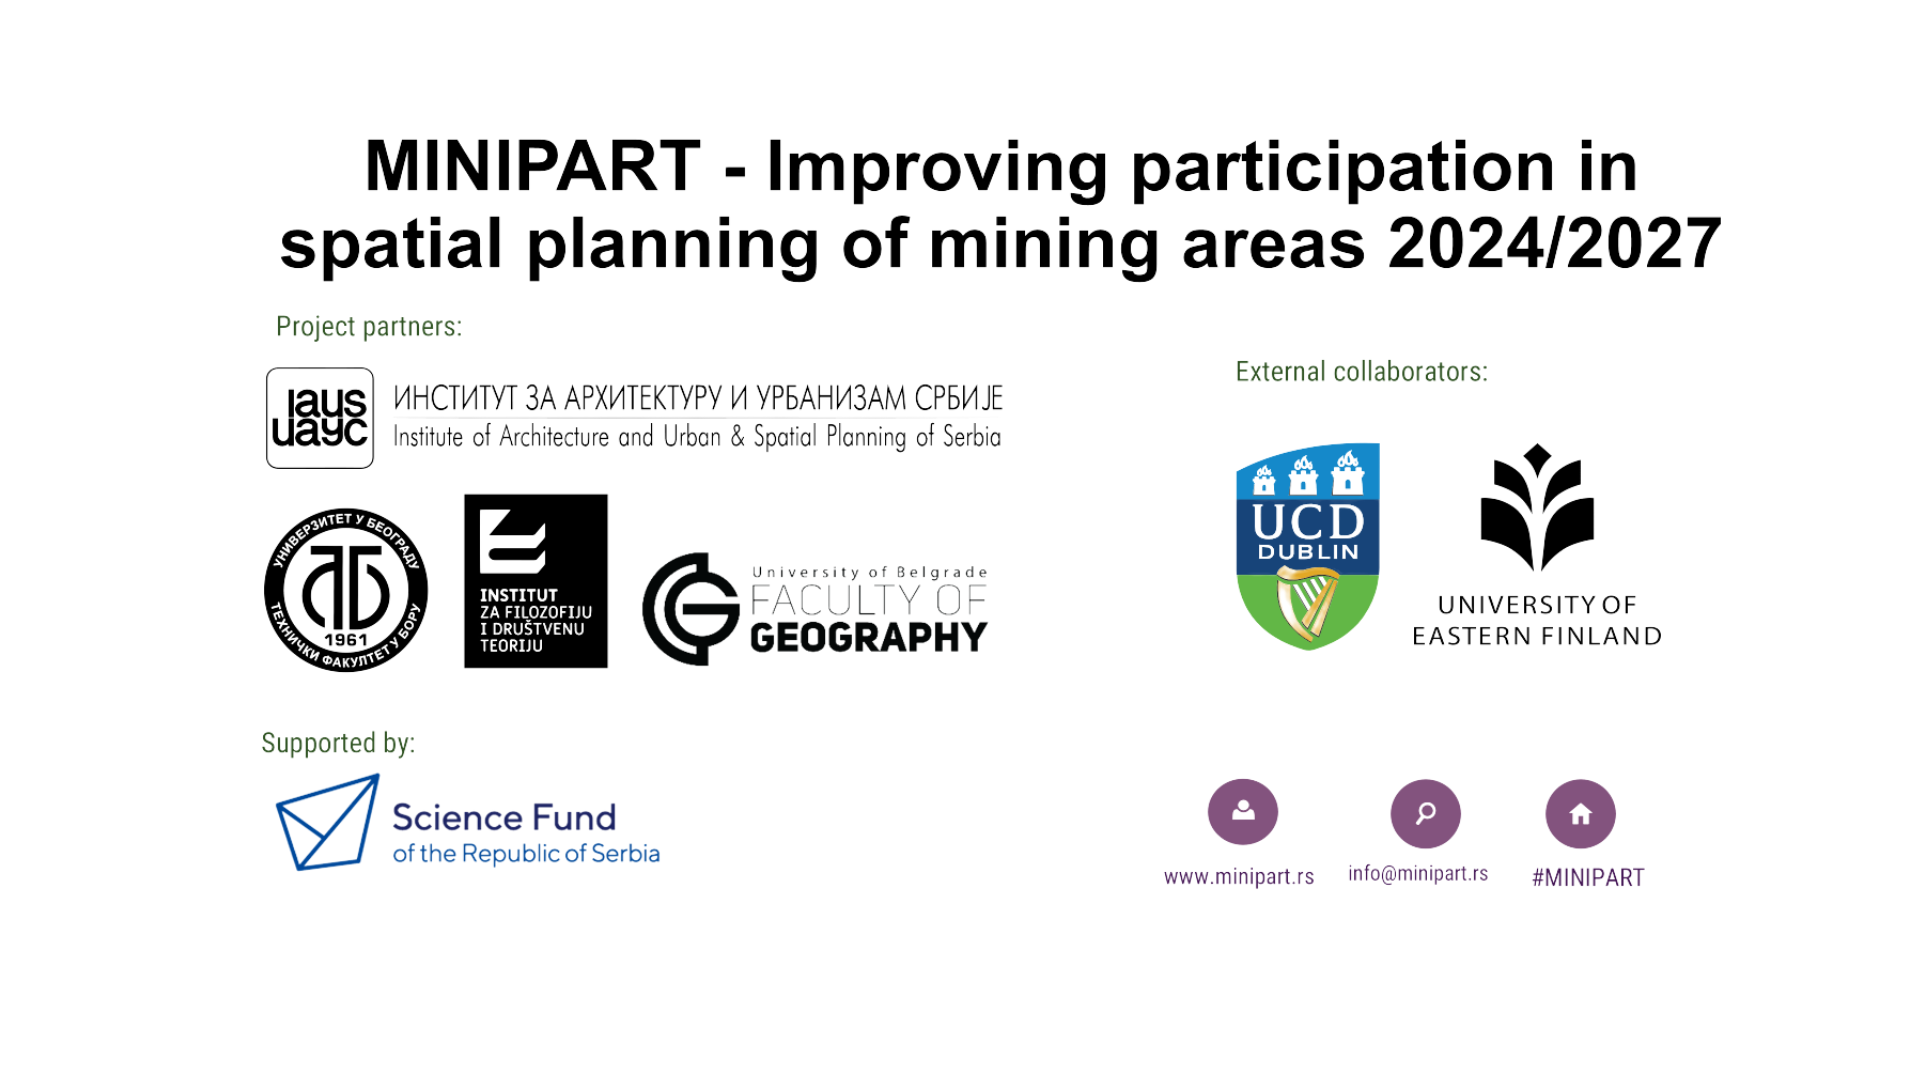 MINIPART - Improving participation in
spatial planning of mining areas 2024/2027
Project partners:
iaus
uayc
ИНСТИТУТ ЗА АРХИТЕКТУРУ И УРБАНИЗАМ СРБИЈЕ
Institute of Architecture and Urban & Spatial Planning of Serbia
УНИВЕРЗИТЕТ У БЕОГРАДУ
1961
ТЕХНИЧКИ ФАКУЛТЕТ У БОРУ
INSTITUT
ZA FILOZOFIJU
I DRUŠTVENU
TEORIJU
University of Belgrade
FACULTY OF
GEOGRAPHY
External collaborators:
UCD
DUBLIN
UNIVERSITY OF
EASTERN FINLAND
Supported by:
Science Fund
of the Republic of Serbia
www.minipart.rs
info@minipart.rs
#MINIPART